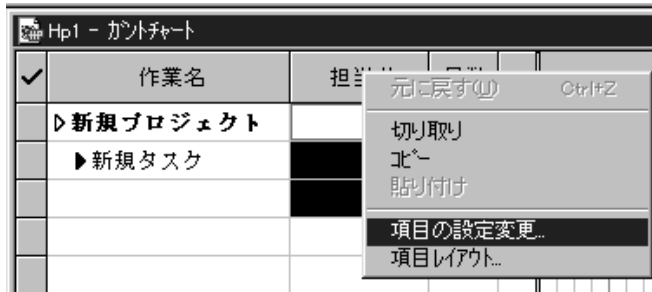 Hp1 - ｶﾞﾝﾄﾁｬｰﾄ
作業名
新規プロジェクト
新規タスク
元に戻す(U) Ctrl+Z
切り取り
ｺﾋﾟｰ
貼り付け
項目の設定変更...
項目ﾚｲｱｳﾄ...